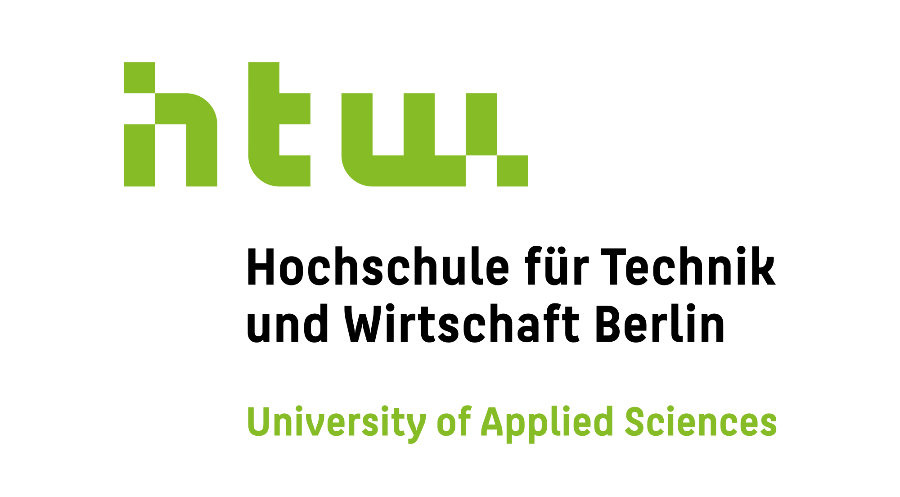 htw.
Hochschule für Technik
und Wirtschaft Berlin
University of Applied Sciences